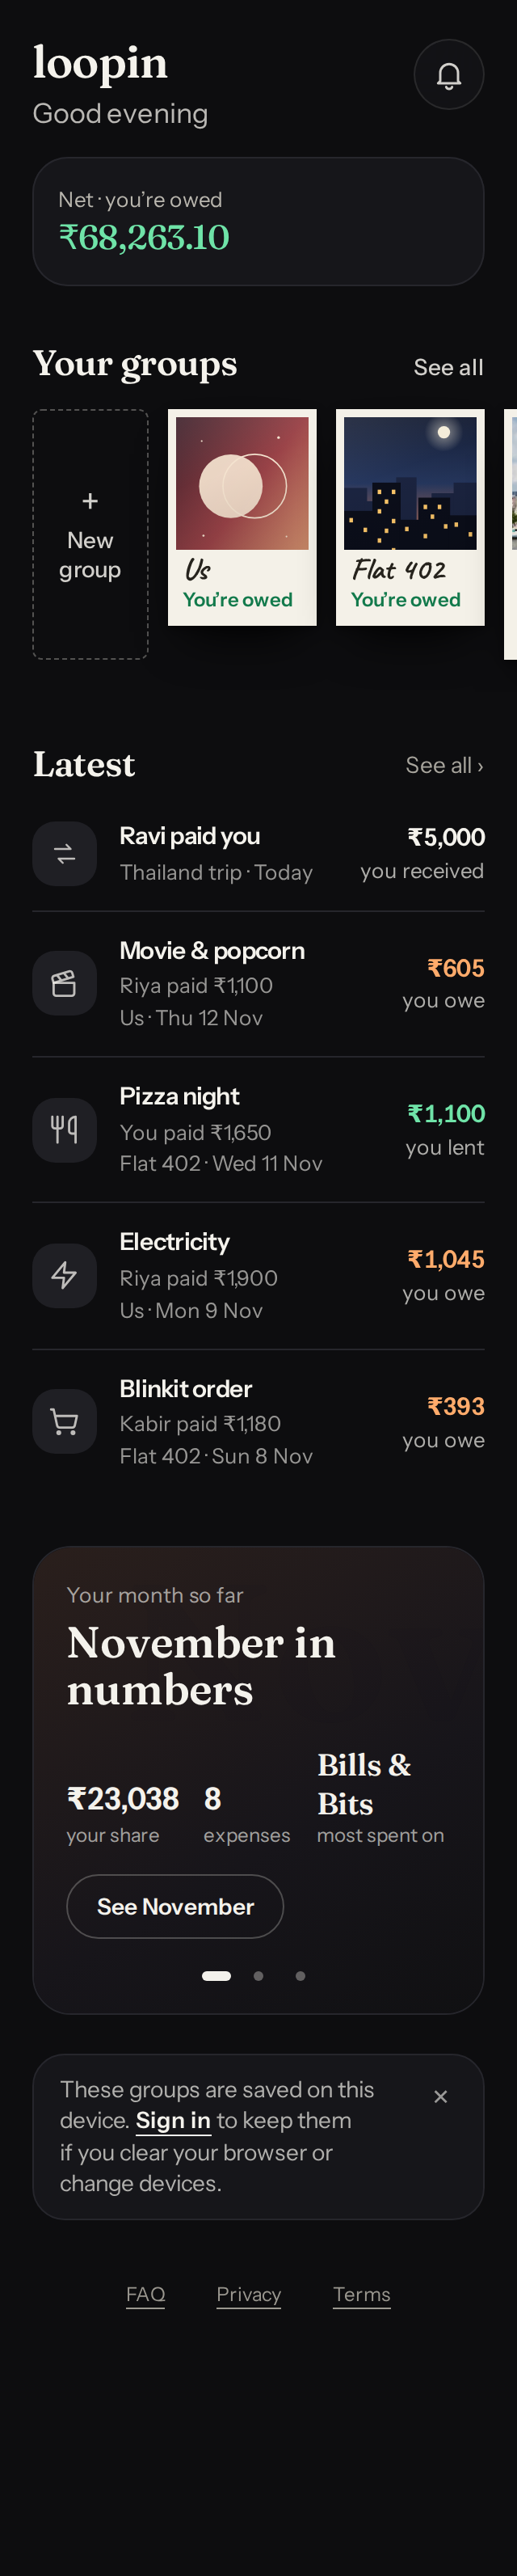 loopin
Good evening
Net · you’re owed
₹68,263.10
Your groups
See all
+
New
group
Us
You’re owed
Flat 402
You’re owed
Latest
See all ›
Ravi paid you
Thailand trip · Today
₹5,000
you received
Movie & popcorn
Riya paid ₹1,100
Us · Thu 12 Nov
₹605
you owe
Pizza night
You paid ₹1,650
Flat 402 · Wed 11 Nov
₹1,100
you lent
Electricity
Riya paid ₹1,900
Us · Mon 9 Nov
₹1,045
you owe
Blinkit order
Kabir paid ₹1,180
Flat 402 · Sun 8 Nov
₹393
you owe
Your month so far
November in
numbers
₹23,038
your share
8
expenses
Bills &
Bits
most spent on
See November
These groups are saved on this
device. Sign in to keep them
if you clear your browser or
change devices.
×
FAQ
Privacy
Terms